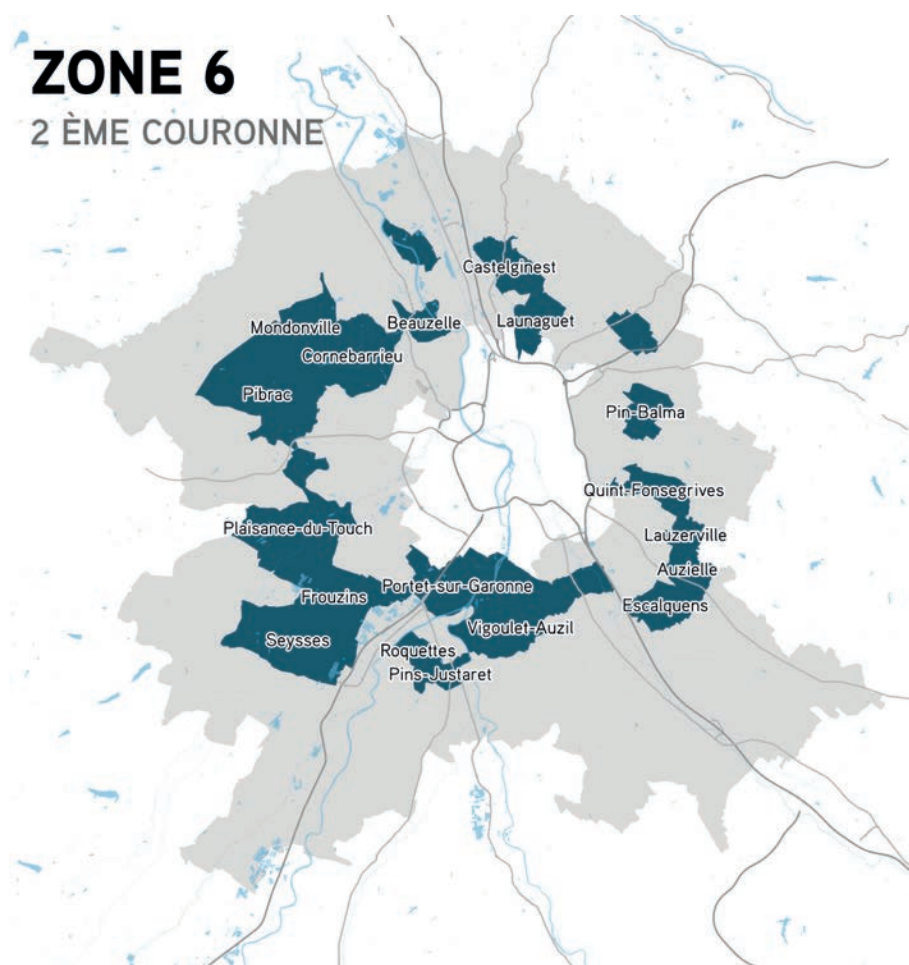 ZONE 6
2 ÈME COURONNE
Castelginest
Launaguet
Beauzelle
Mondonville
Cornebarrieu
Pibrac
Pin-Balma
Quint-Fonsegrives
Plaisance-du-Touch
Lauzerville
Auzielle
Portet-sur-Garonne
Frouzins
Escalquens
Vigoulet-Auzil
Seysses
Roquettes
Pins-Justaret